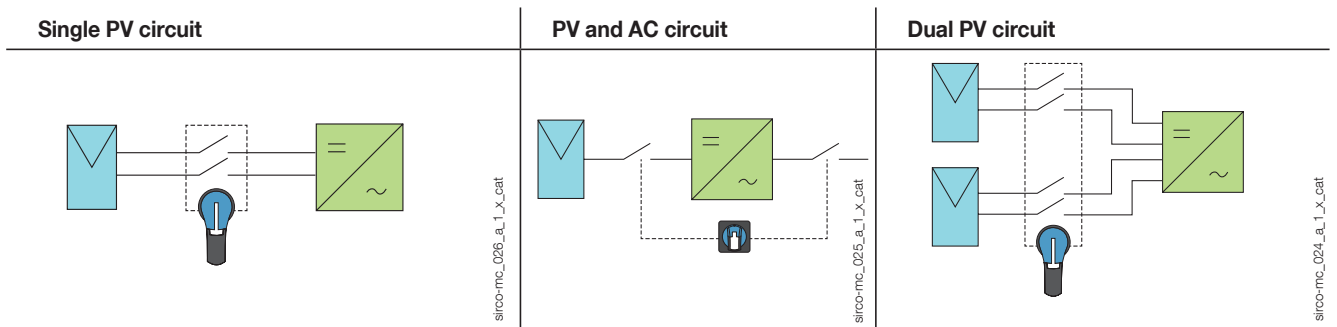 Single PV circuit
PV and AC circuit
Dual PV circuit
sirco-mc_026_a_1_x_cat
sirco-mc_025_a_1_x_cat
sirco-mc_024_a_1_x_cat